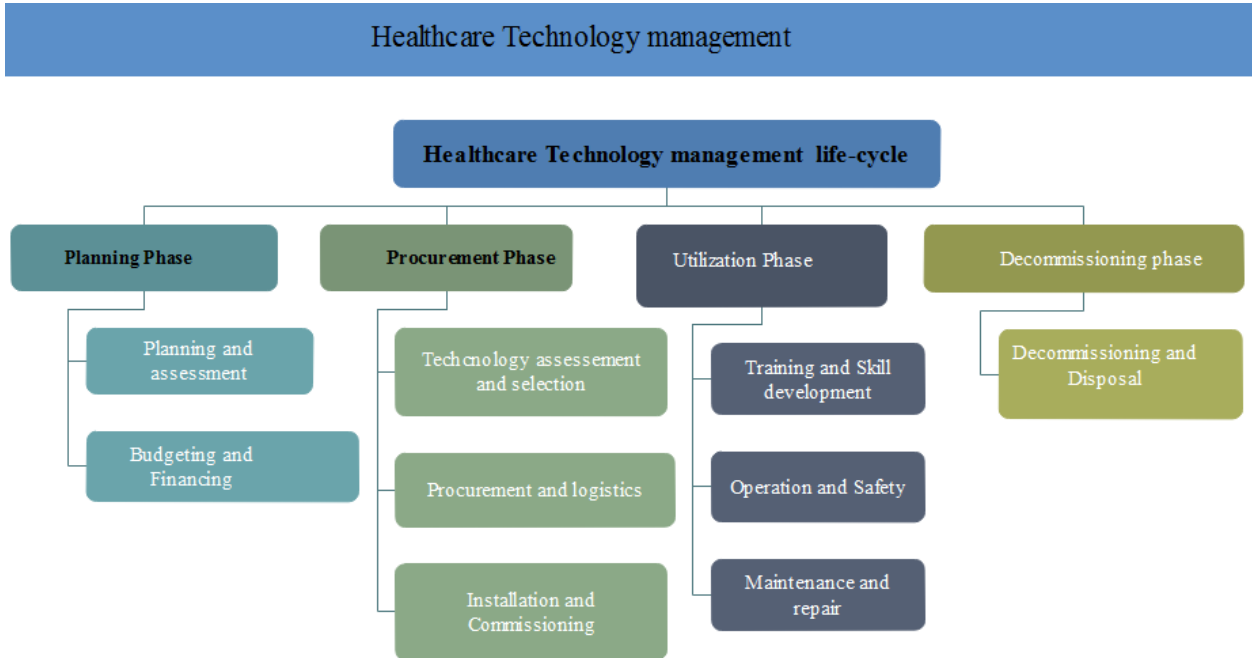 Healthcare Technology management
Healthcare Technology management life-cycle
Planning Phase
Procurement Phase
Utilization Phase
Decommissioning phase
Planning and
assessment
Budgeting and
Financing
Techcnology assessement
and selection
Procurement and logistics
Installation and
Commissioning
Training and Skill
development
Operation and Safety
Maintenance and
repair
Decommissioning and
Disposal